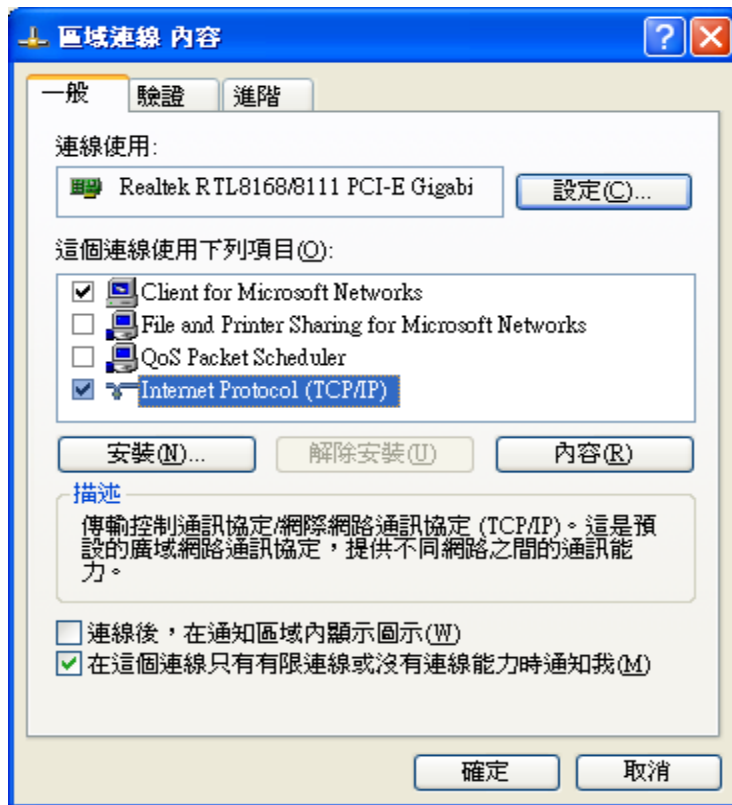 區域連線 內容
一般 驗證 進階
連線使用:
Realtek RTL8168/8111 PCI-E Gigabi 設定(C)...
這個連線使用下列項目(O):
Client for Microsoft Networks
File and Printer Sharing for Microsoft Networks
QoS Packet Scheduler
Internet Protocol (TCP/IP)
安裝(N)... 解除安裝(U) 內容(R)
描述
傳輸控制通訊協定/網際網路通訊協定 (TCP/IP)。這是預
設的廣域網路通訊協定，提供不同網路之間的通訊能
力。
連線後，在通知區域內顯示圖示(W)
在這個連線只有有限連線或沒有連線能力時通知我(M)
確定 取消